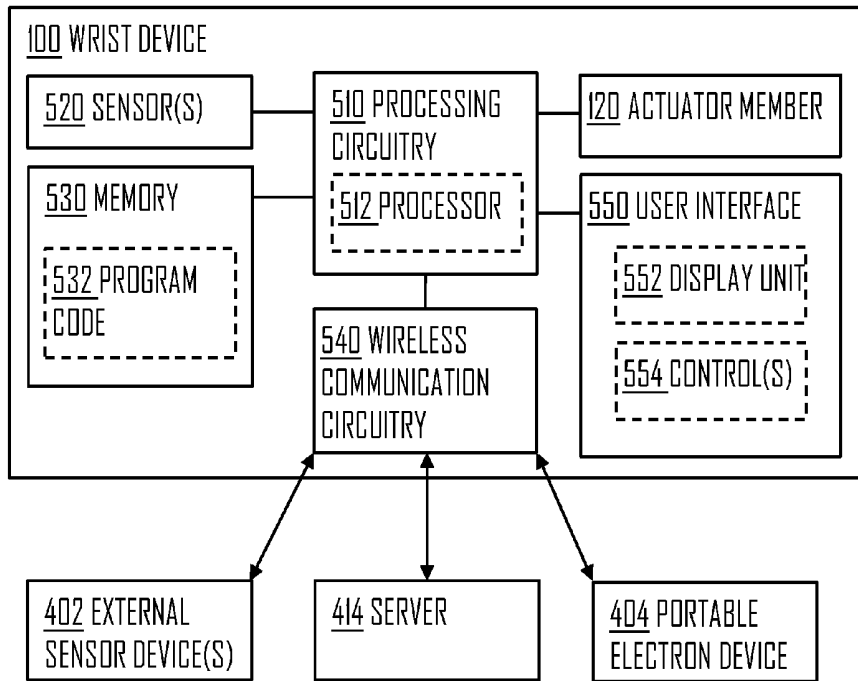 100 WRIST DEVICE
520 SENSOR(S)
510 PROCESSING
CIRCUITRY
512 PROCESSOR
120 ACTUATOR MEMBER
530 MEMORY
532 PROGRAM
CODE
550 USER INTERFACE
552 DISPLAY UNIT
554 CONTROL(S)
540 WIRELESS
COMMUNICATION
CIRCUITRY
402 EXTERNAL
SENSOR DEVICE(S)
414 SERVER
404 PORTABLE
ELECTRON DEVICE